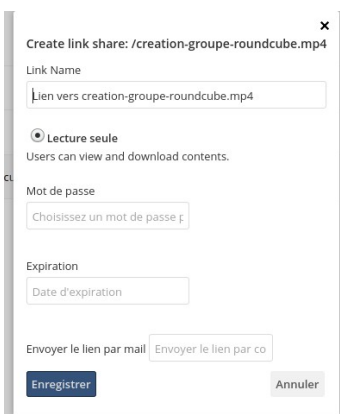 ×
Create link share: /creation-groupe-roundcube.mp4
Link Name
Lien vers creation-groupe-roundcube.mp4
Lecture seule
Users can view and download contents.
Mot de passe
Choisissez un mot de passe p
Expiration
Date d'expiration
Envoyer le lien par mail Envoyer le lien par co
Enregistrer Annuler